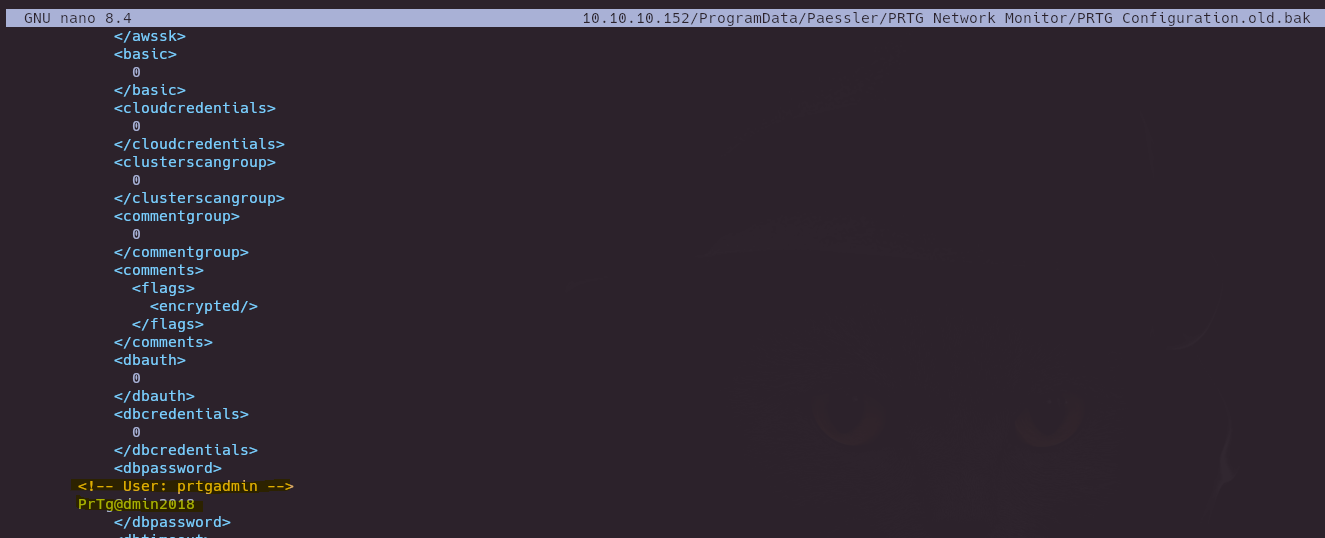 GNU nano 8.4 10.10.10.152/ProgramData/Paessler/PRTG Network Monitor/PRTG Configuration.old.bak
</awssk>
<basic>
0
</basic>
<cloudcredentials>
0
</cloudcredentials>
<clusterscangroup>
0
</clusterscangroup>
<commentgroup>
0
</commentgroup>
<comments>
<flags>
<encrypted/>
</flags>
</comments>
<dbauth>
0
</dbauth>
<dbcredentials>
0
</dbcredentials>
<dbpassword>
<!-- User: prtgadmin -->
PrTg@dmin2018
</dbpassword>
<dbtimeout>